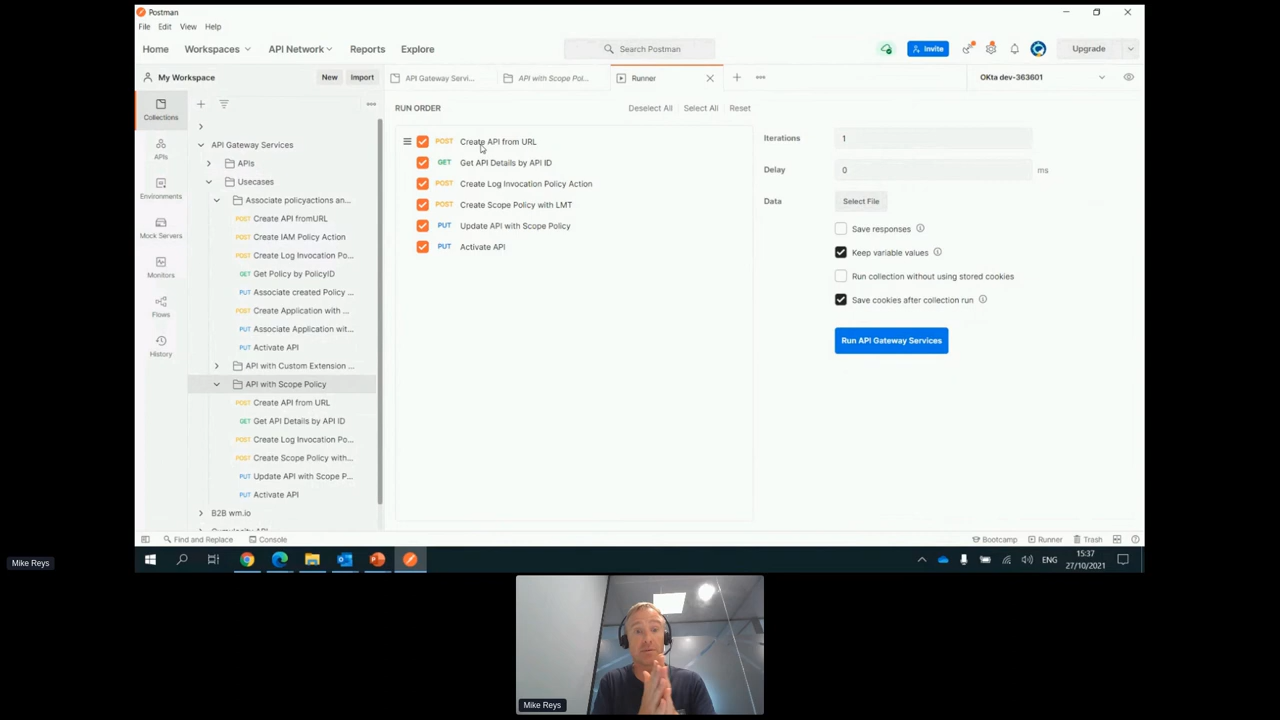 Postman
File Edit View Help
Home Workspaces API Network Reports Explore Search Postman Invite Upgrade
My Workspace New Import API Gateway Servi... API with Scope Pol... Runner OKta dev-363601
Collections
APIs
Environments
Mock Servers
Monitors
Flows
History
API Gateway Services
APIs
Usecases
Associate policyactions an...
POST Create API fromURL
POST Create IAM Policy Action
POST Create Log Invocation Po...
GET Get Policy by PolicyID
PUT Associate created Policy ...
POST Create Application with ...
PUT Associate Application wit...
PUT Activate API
API with Custom Extension ...
API with Scope Policy
POST Create API from URL
GET Get API Details by API ID
POST Create Log Invocation Po...
POST Create Scope Policy with...
PUT Update API with Scope P...
PUT Activate API
B2B wm.io
Cumulocity API
RUN ORDER Deselect All Select All Reset
POST Create API from URL
GET Get API Details by API ID
POST Create Log Invocation Policy Action
POST Create Scope Policy with LMT
PUT Update API with Scope Policy
PUT Activate API
Iterations 1
Delay 0 ms
Data Select File
Save responses
Keep variable values
Run collection without using stored cookies
Save cookies after collection run
Run API Gateway Services
Find and Replace Console Bootcamp Runner Trash
ENG 15:37
27/10/2021
Mike Reys
Mike Reys